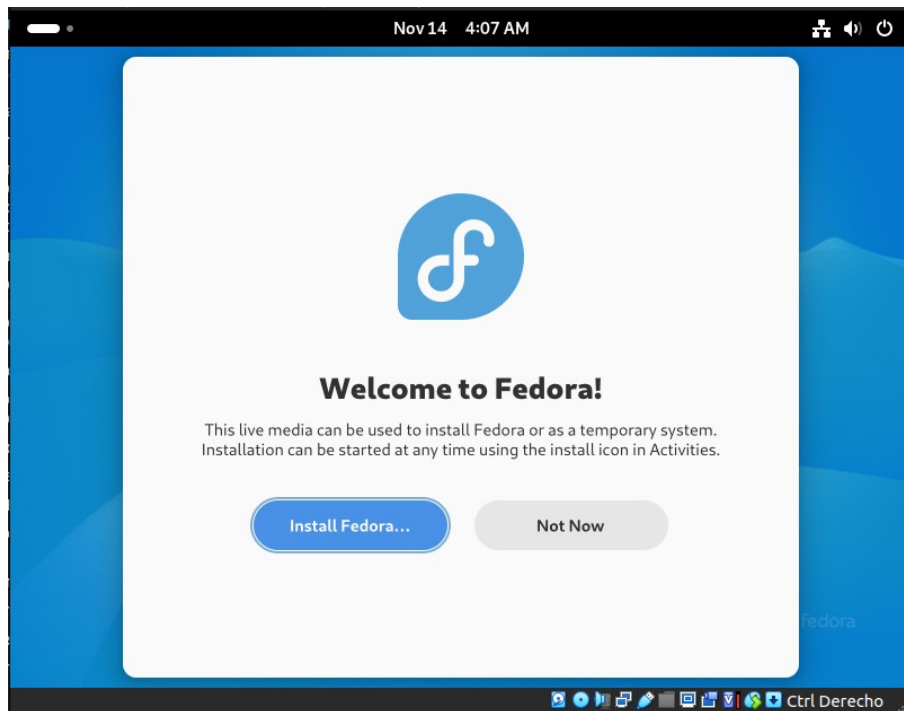 Nov 14 4:07 AM
Welcome to Fedora!
This live media can be used to install Fedora or as a temporary system.
Installation can be started at any time using the install icon in Activities.
Install Fedora... Not Now
fedora
Ctrl Derecho